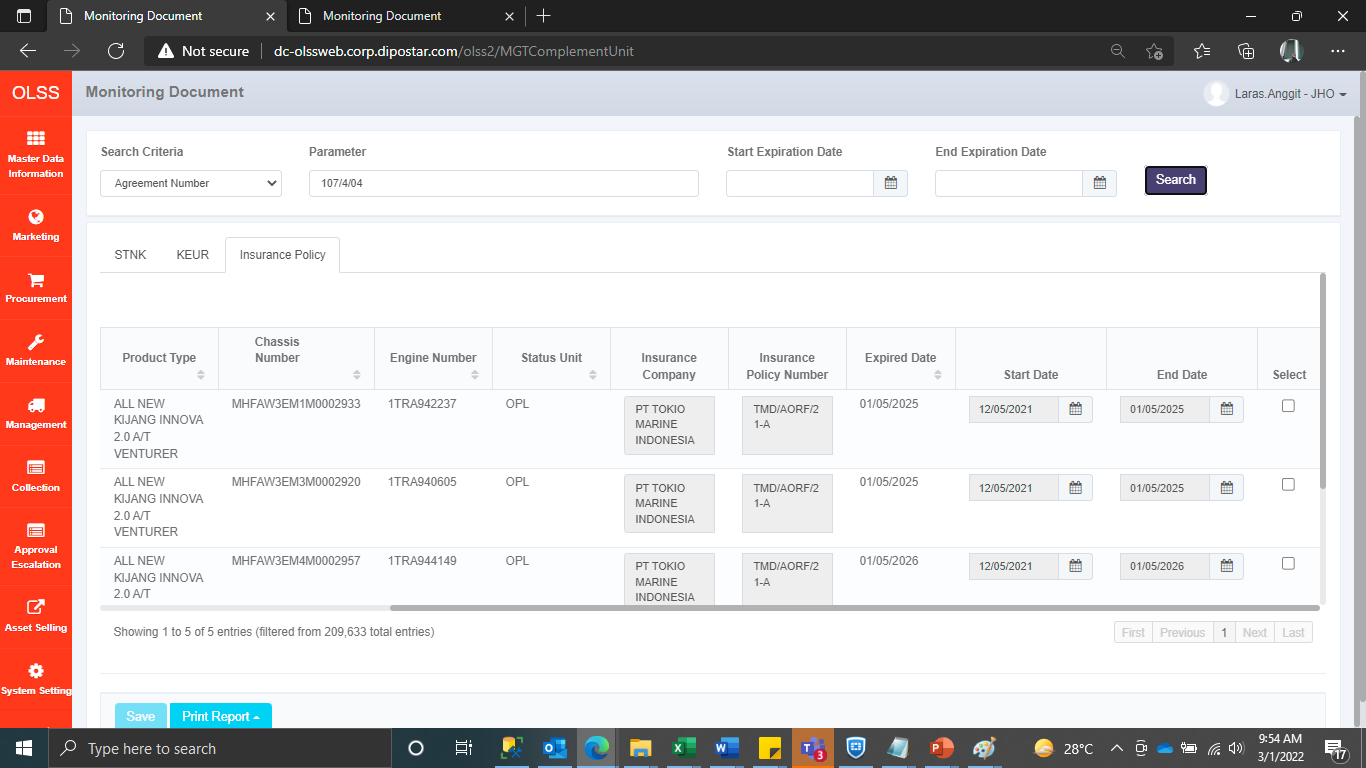 Monitoring Document
Monitoring Document
Not secure
dc-olssweb.corp.dipostar.com/olss2/MGTComplementUnit
OLSS
Monitoring Document
Laras.Anggit - JHO
Master Data
Information
Marketing
Procurement
Maintenance
Management
Collection
Approval
Escalation
Asset Selling
System Setting
Search Criteria
Parameter
Start Expiration Date
End Expiration Date
Agreement Number
107/4/04
Search
STNK
KEUR
Insurance Policy
Product Type
Chassis
Number
Engine Number
Status Unit
Insurance
Company
Insurance
Policy Number
Expired Date
Start Date
End Date
Select
ALL NEW
KIJANG INNOVA
2.0 A/T
VENTURER
MHFAW3EM1M0002933
1TRA942237
OPL
PT TOKIO
MARINE
INDONESIA
TMD/AORF/2
1-A
01/05/2025
12/05/2021
01/05/2025
ALL NEW
KIJANG INNOVA
2.0 A/T
VENTURER
MHFAW3EM3M0002920
1TRA940605
OPL
PT TOKIO
MARINE
INDONESIA
TMD/AORF/2
1-A
01/05/2025
12/05/2021
01/05/2025
ALL NEW
KIJANG INNOVA
2.0 A/T
MHFAW3EM4M0002957
1TRA944149
OPL
PT TOKIO
MARINE
INDONESIA
TMD/AORF/2
1-A
01/05/2026
12/05/2021
01/05/2026
Showing 1 to 5 of 5 entries (filtered from 209,633 total entries)
First
Previous
1
Next
Last
Save
Print Report
Type here to search
3
28°C
9:54 AM
3/1/2022
17